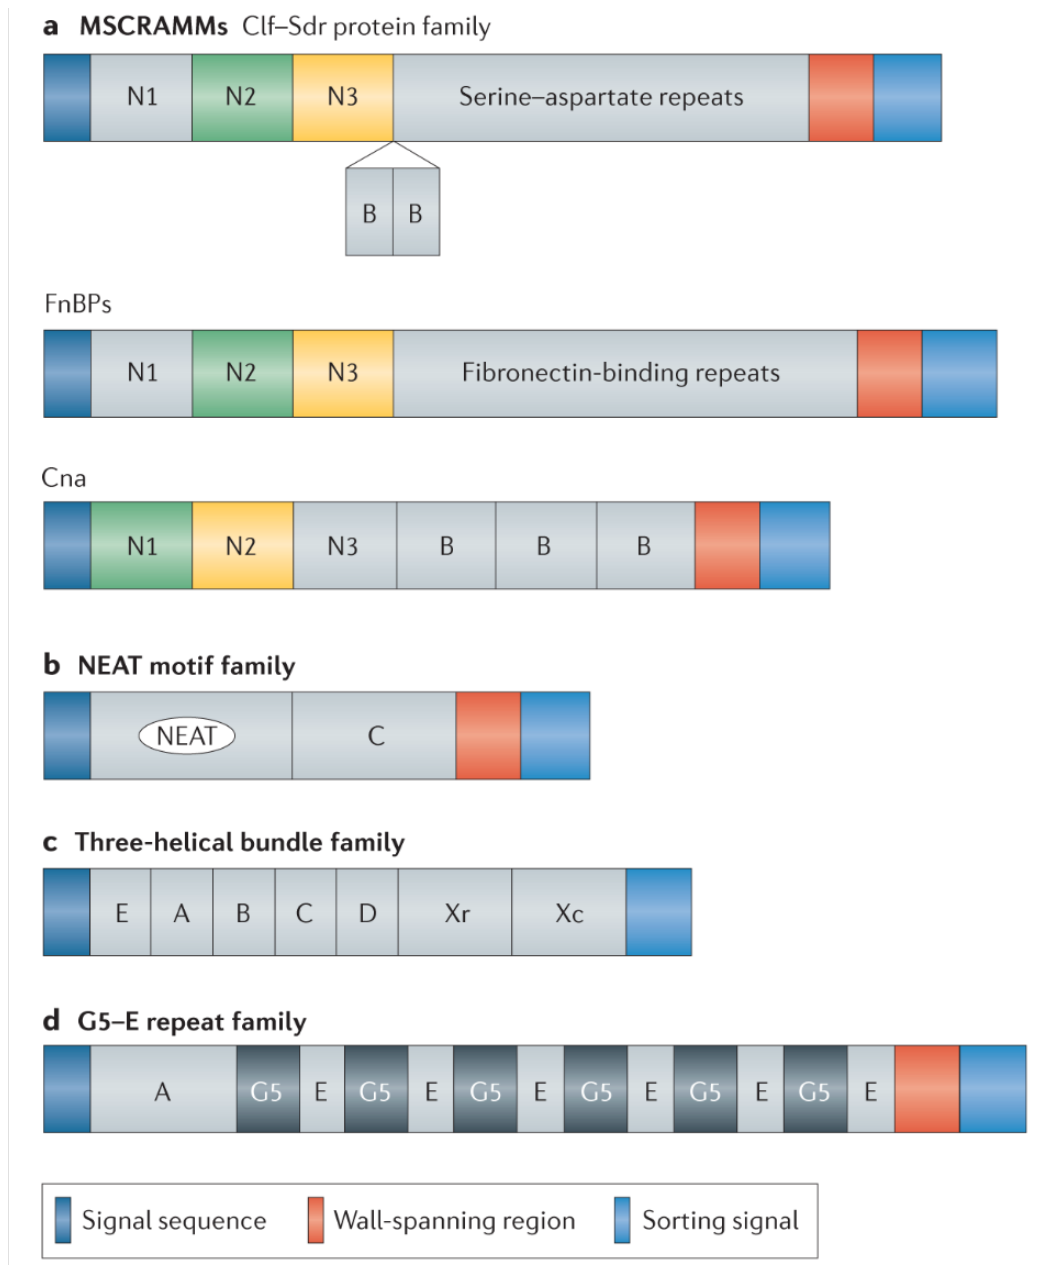 a MSCRAMMs Clf–Sdr protein family
N1 N2 N3 Serine–aspartate repeats
B B
FnBPs
N1 N2 N3 Fibronectin-binding repeats
Cna
N1 N2 N3 B B B
b NEAT motif family
NEAT C
c Three-helical bundle family
E A B C D Xr Xc
d G5–E repeat family
A G5 E G5 E G5 E G5 E G5 E G5 E
Signal sequence Wall-spanning region Sorting signal